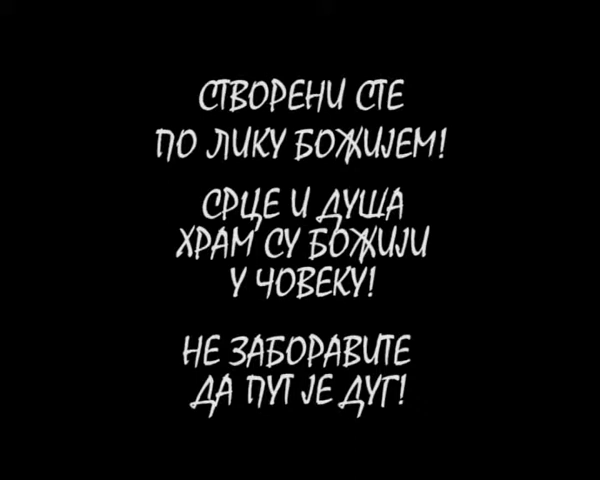 СТВОРЕНИ СТЕ
ПО ЛИКУ БОЖИЈЕМ!
СРЦЕ И ДУША
ХРАМ СУ БОЖИЈИ
У ЧОВЕКУ!
НЕ ЗАБОРАВИТЕ
ДА ПУТ ЈЕ ДУГ!